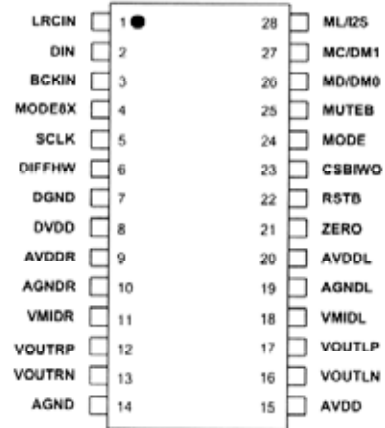 LRCIN 1 28 ML/I2S
DIN 2 27 MC/DM1
BCKIN 3 26 MD/DM0
MODE8X 4 25 MUTEB
SCLK 5 24 MODE
DIFFHW 6 23 CSBIWO
DGND 7 22 RSTB
DVDD 8 21 ZERO
AVDDR 9 20 AVDDL
AGNDR 10 19 AGNDL
VMIDR 11 18 VMIDL
VOUTRP 12 17 VOUTLP
VOUTRN 13 16 VOUTLN
AGND 14 15 AVDD